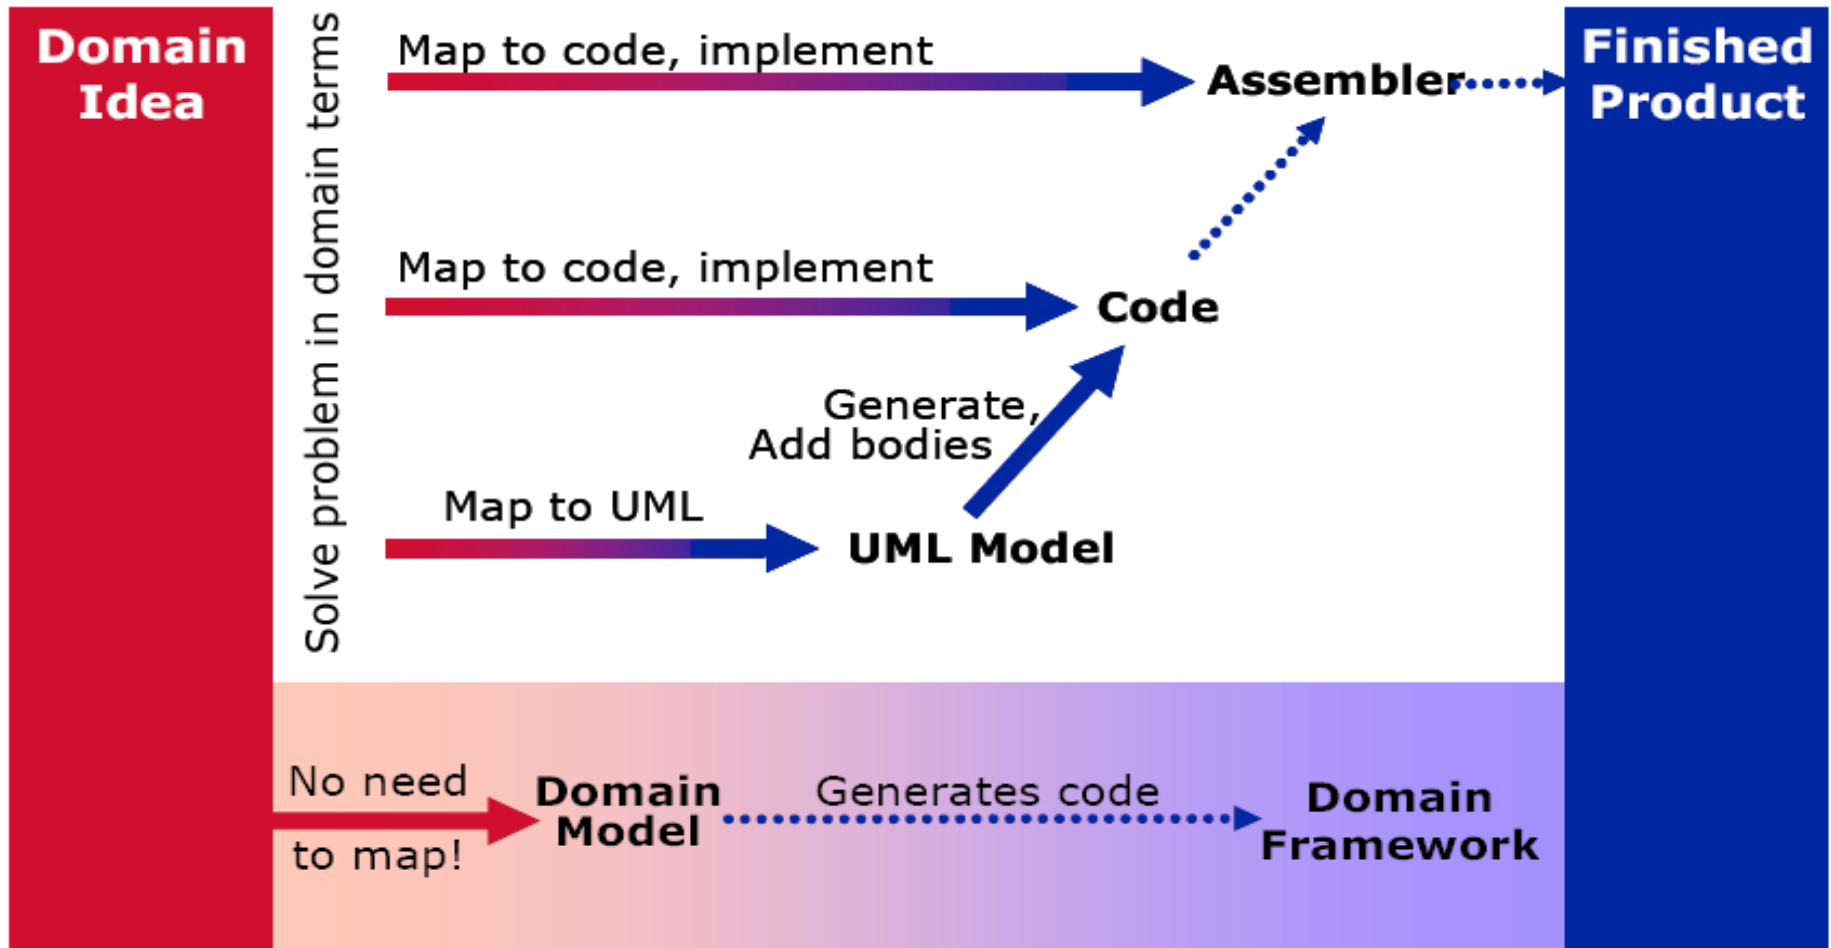 Domain
Idea
Solve problem in domain terms
Map to code, implement
Assembler
Finished
Product
Map to code, implement
Code
Generate,
Add bodies
Map to UML
UML Model
No need
to map!
Domain
Model
Generates code
Domain
Framework